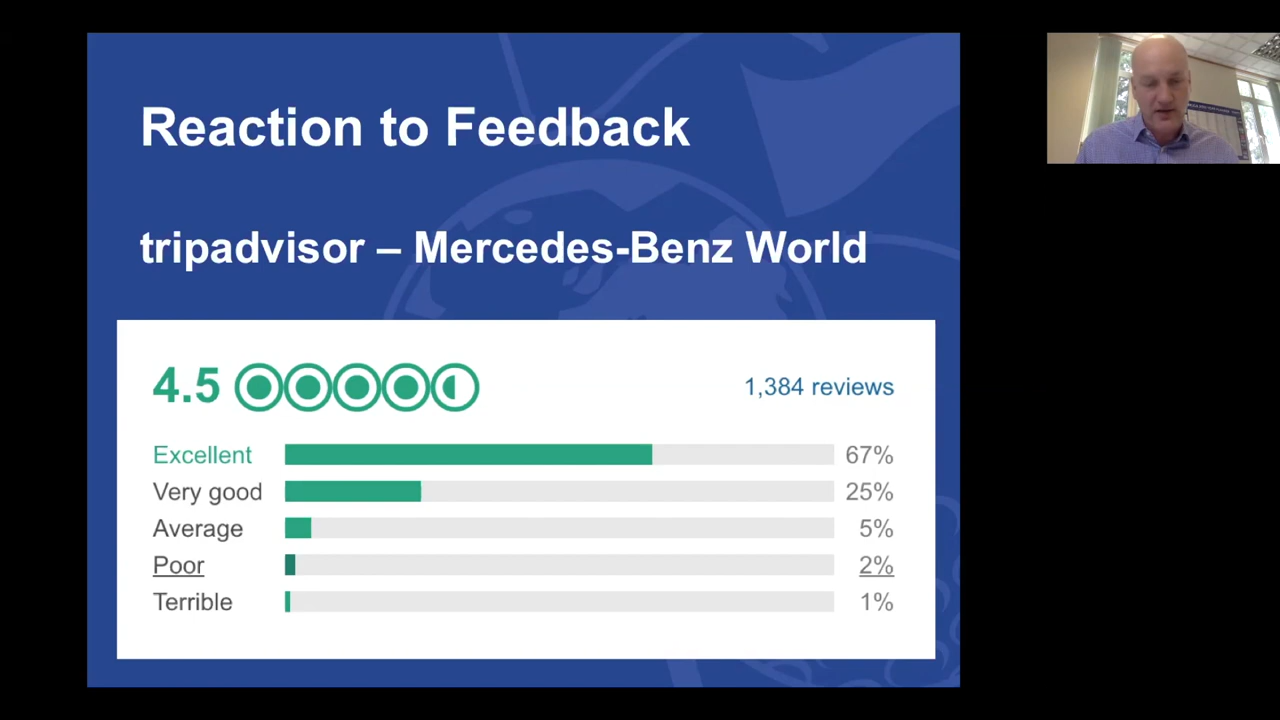 Reaction to Feedback
tripadvisor – Mercedes-Benz World
4.5 1,384 reviews
Excellent 67%
Very good 25%
Average 5%
Poor 2%
Terrible 1%